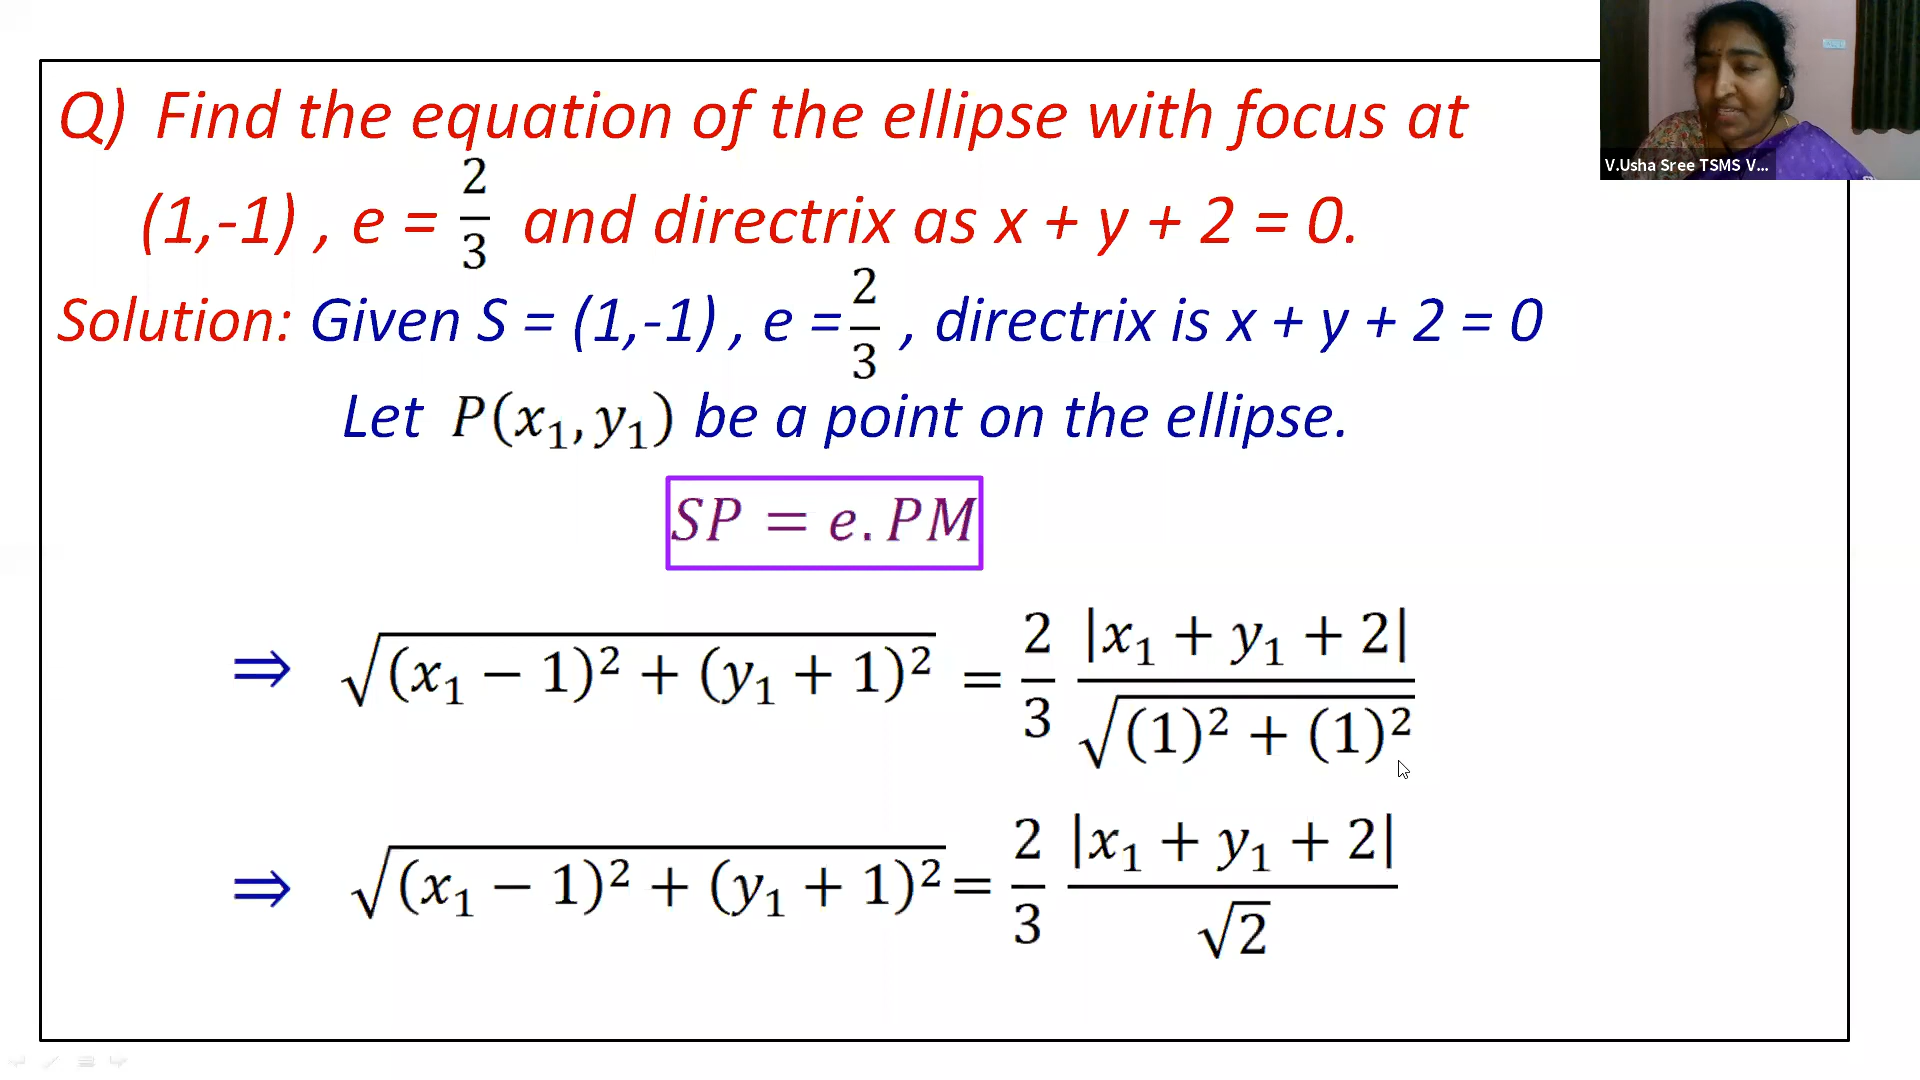 Q) Find the equation of the ellipse with focus at
(1,-1) , e = 2/3 and directrix as x + y + 2 = 0.
Solution: Given S = (1,-1) , e = 2/3 , directrix is x + y + 2 = 0
Let P(x₁, y₁) be a point on the ellipse.
SP = e. PM
⇒ √((x₁ − 1)² + (y₁ + 1)²) = 2/3 |x₁ + y₁ + 2|/√((1)² + (1)²)
⇒ √((x₁ − 1)² + (y₁ + 1)²) = 2/3 |x₁ + y₁ + 2|/√2
V.Usha Sree TSMS V...